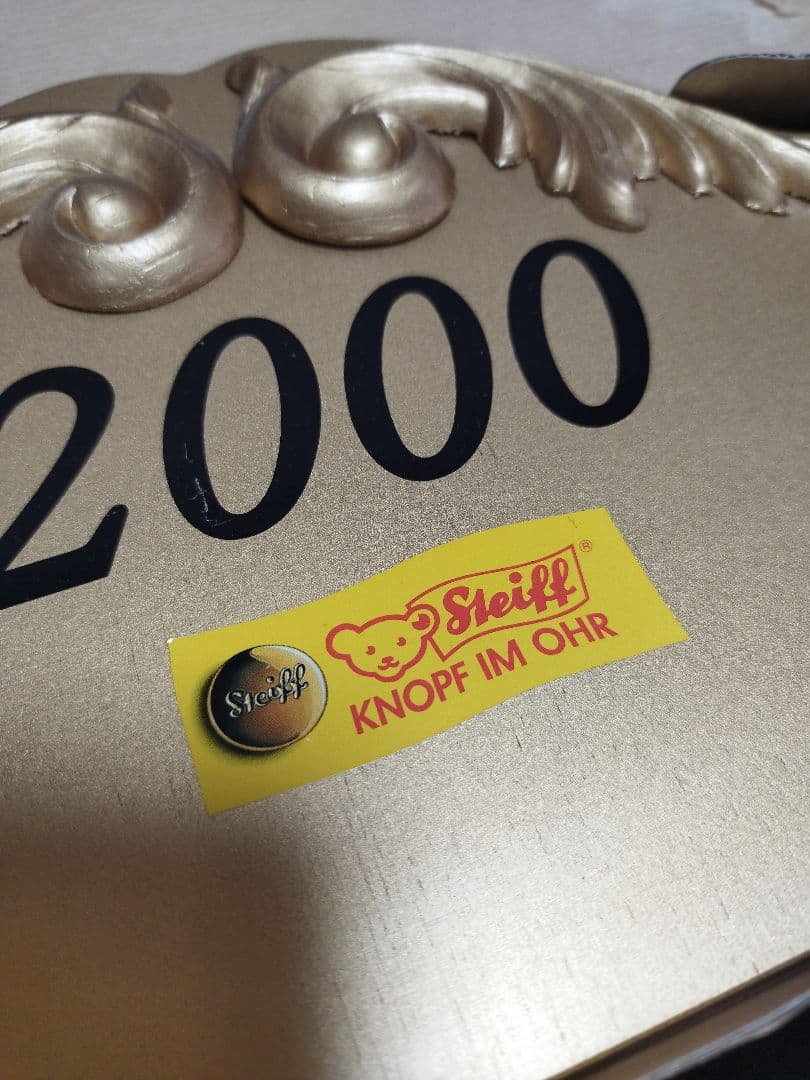 2000
Steiff
Steiff®
KNOPF IM OHR